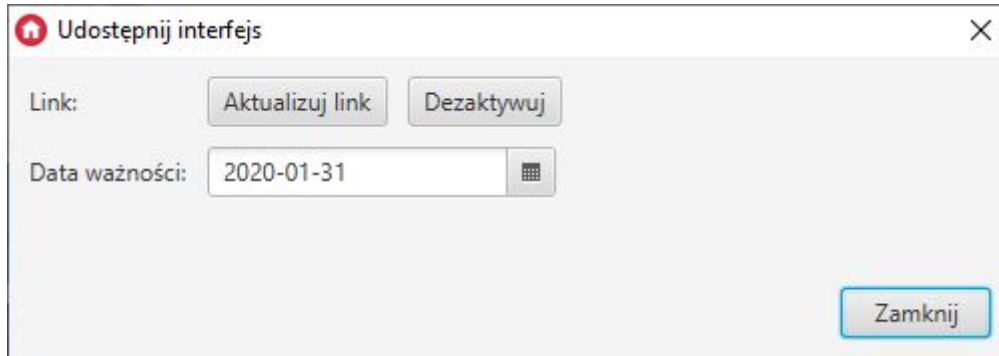 Udostępnij interfejs
Link: Aktualizuj link Dezaktywuj
Data ważności: 2020-01-31
Zamknij